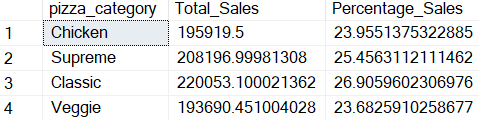 pizza_category Total_Sales Percentage_Sales
1 Chicken 195919.5 23.9551375322885
2 Supreme 208196.99981308 25.4563112111462
3 Classic 220053.100021362 26.9059602306976
4 Veggie 193690.451004028 23.6825910258677